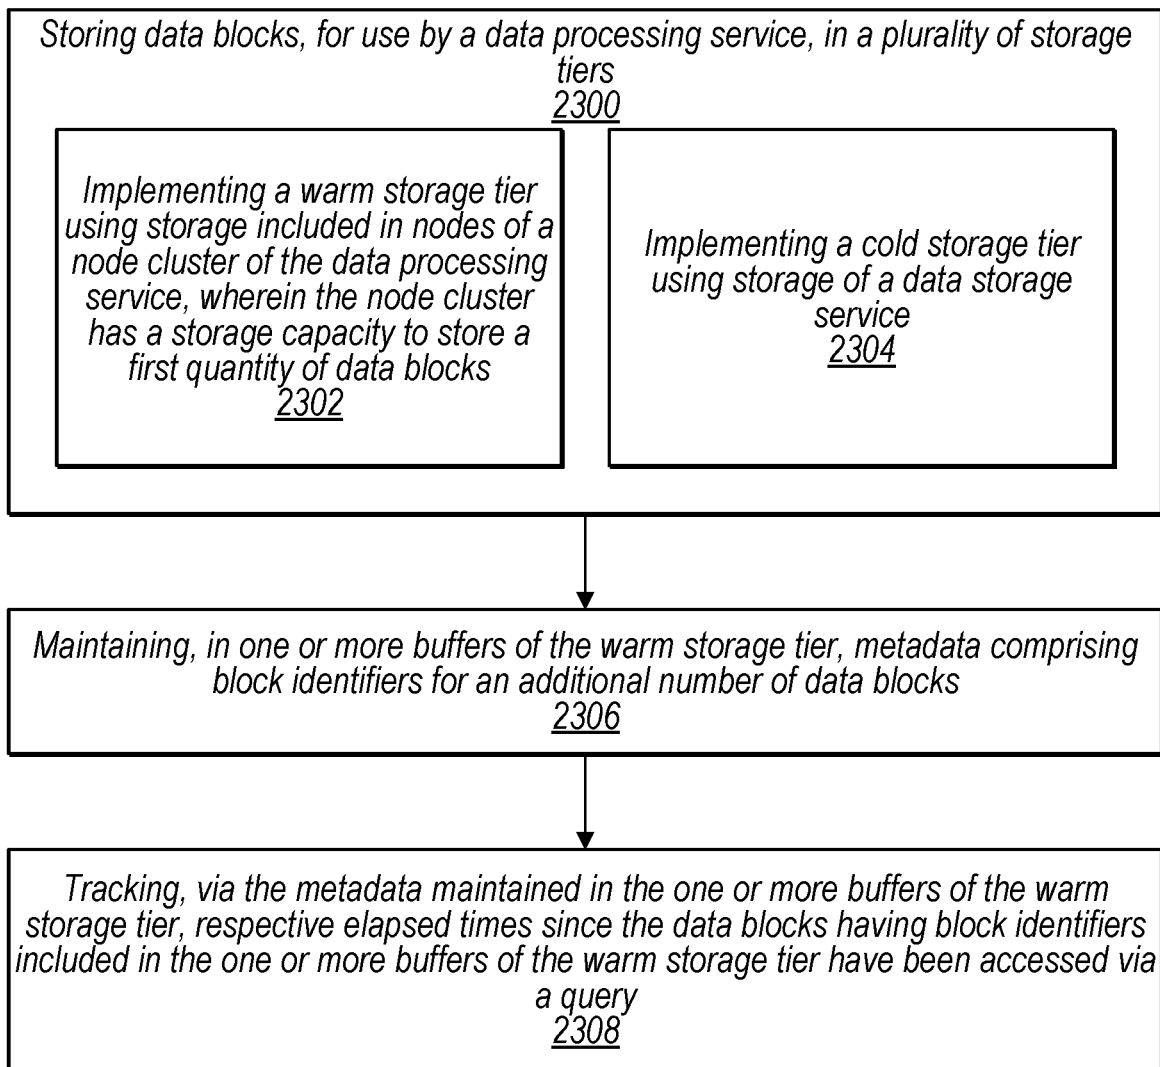 Storing data blocks, for use by a data processing service, in a plurality of storage
tiers
2300
Implementing a warm storage tier
using storage included in nodes of a
node cluster of the data processing
service, wherein the node cluster
has a storage capacity to store a
first quantity of data blocks
2302
Implementing a cold storage tier
using storage of a data storage
service
2304
Maintaining, in one or more buffers of the warm storage tier, metadata comprising
block identifiers for an additional number of data blocks
2306
Tracking, via the metadata maintained in the one or more buffers of the warm
storage tier, respective elapsed times since the data blocks having block identifiers
included in the one or more buffers of the warm storage tier have been accessed via
a query
2308